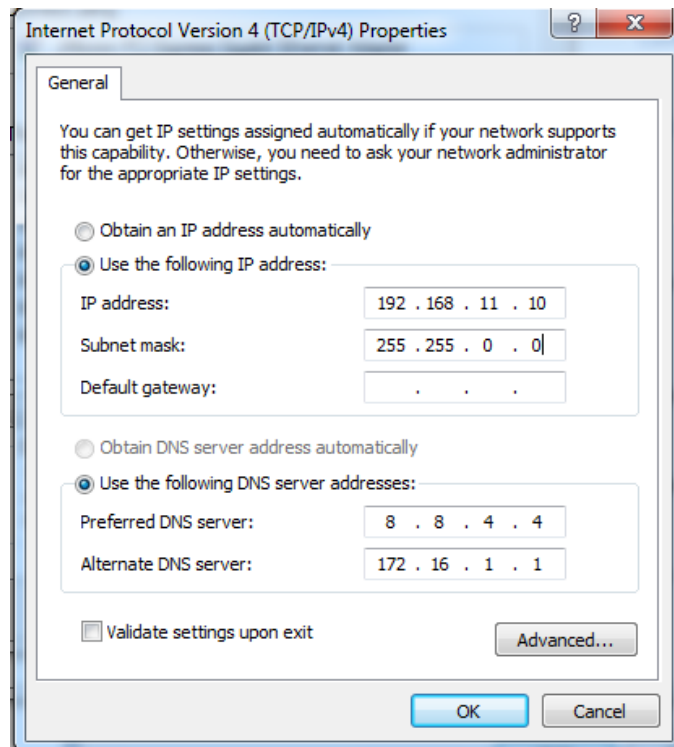 Internet Protocol Version 4 (TCP/IPv4) Properties
General
You can get IP settings assigned automatically if your network supports
this capability. Otherwise, you need to ask your network administrator
for the appropriate IP settings.
Obtain an IP address automatically
Use the following IP address:
IP address: 192 . 168 . 11 . 10
Subnet mask: 255 . 255 . 0 . 0
Default gateway: . . .
Obtain DNS server address automatically
Use the following DNS server addresses:
Preferred DNS server: 8 . 8 . 4 . 4
Alternate DNS server: 172 . 16 . 1 . 1
Validate settings upon exit
Advanced...
OK Cancel